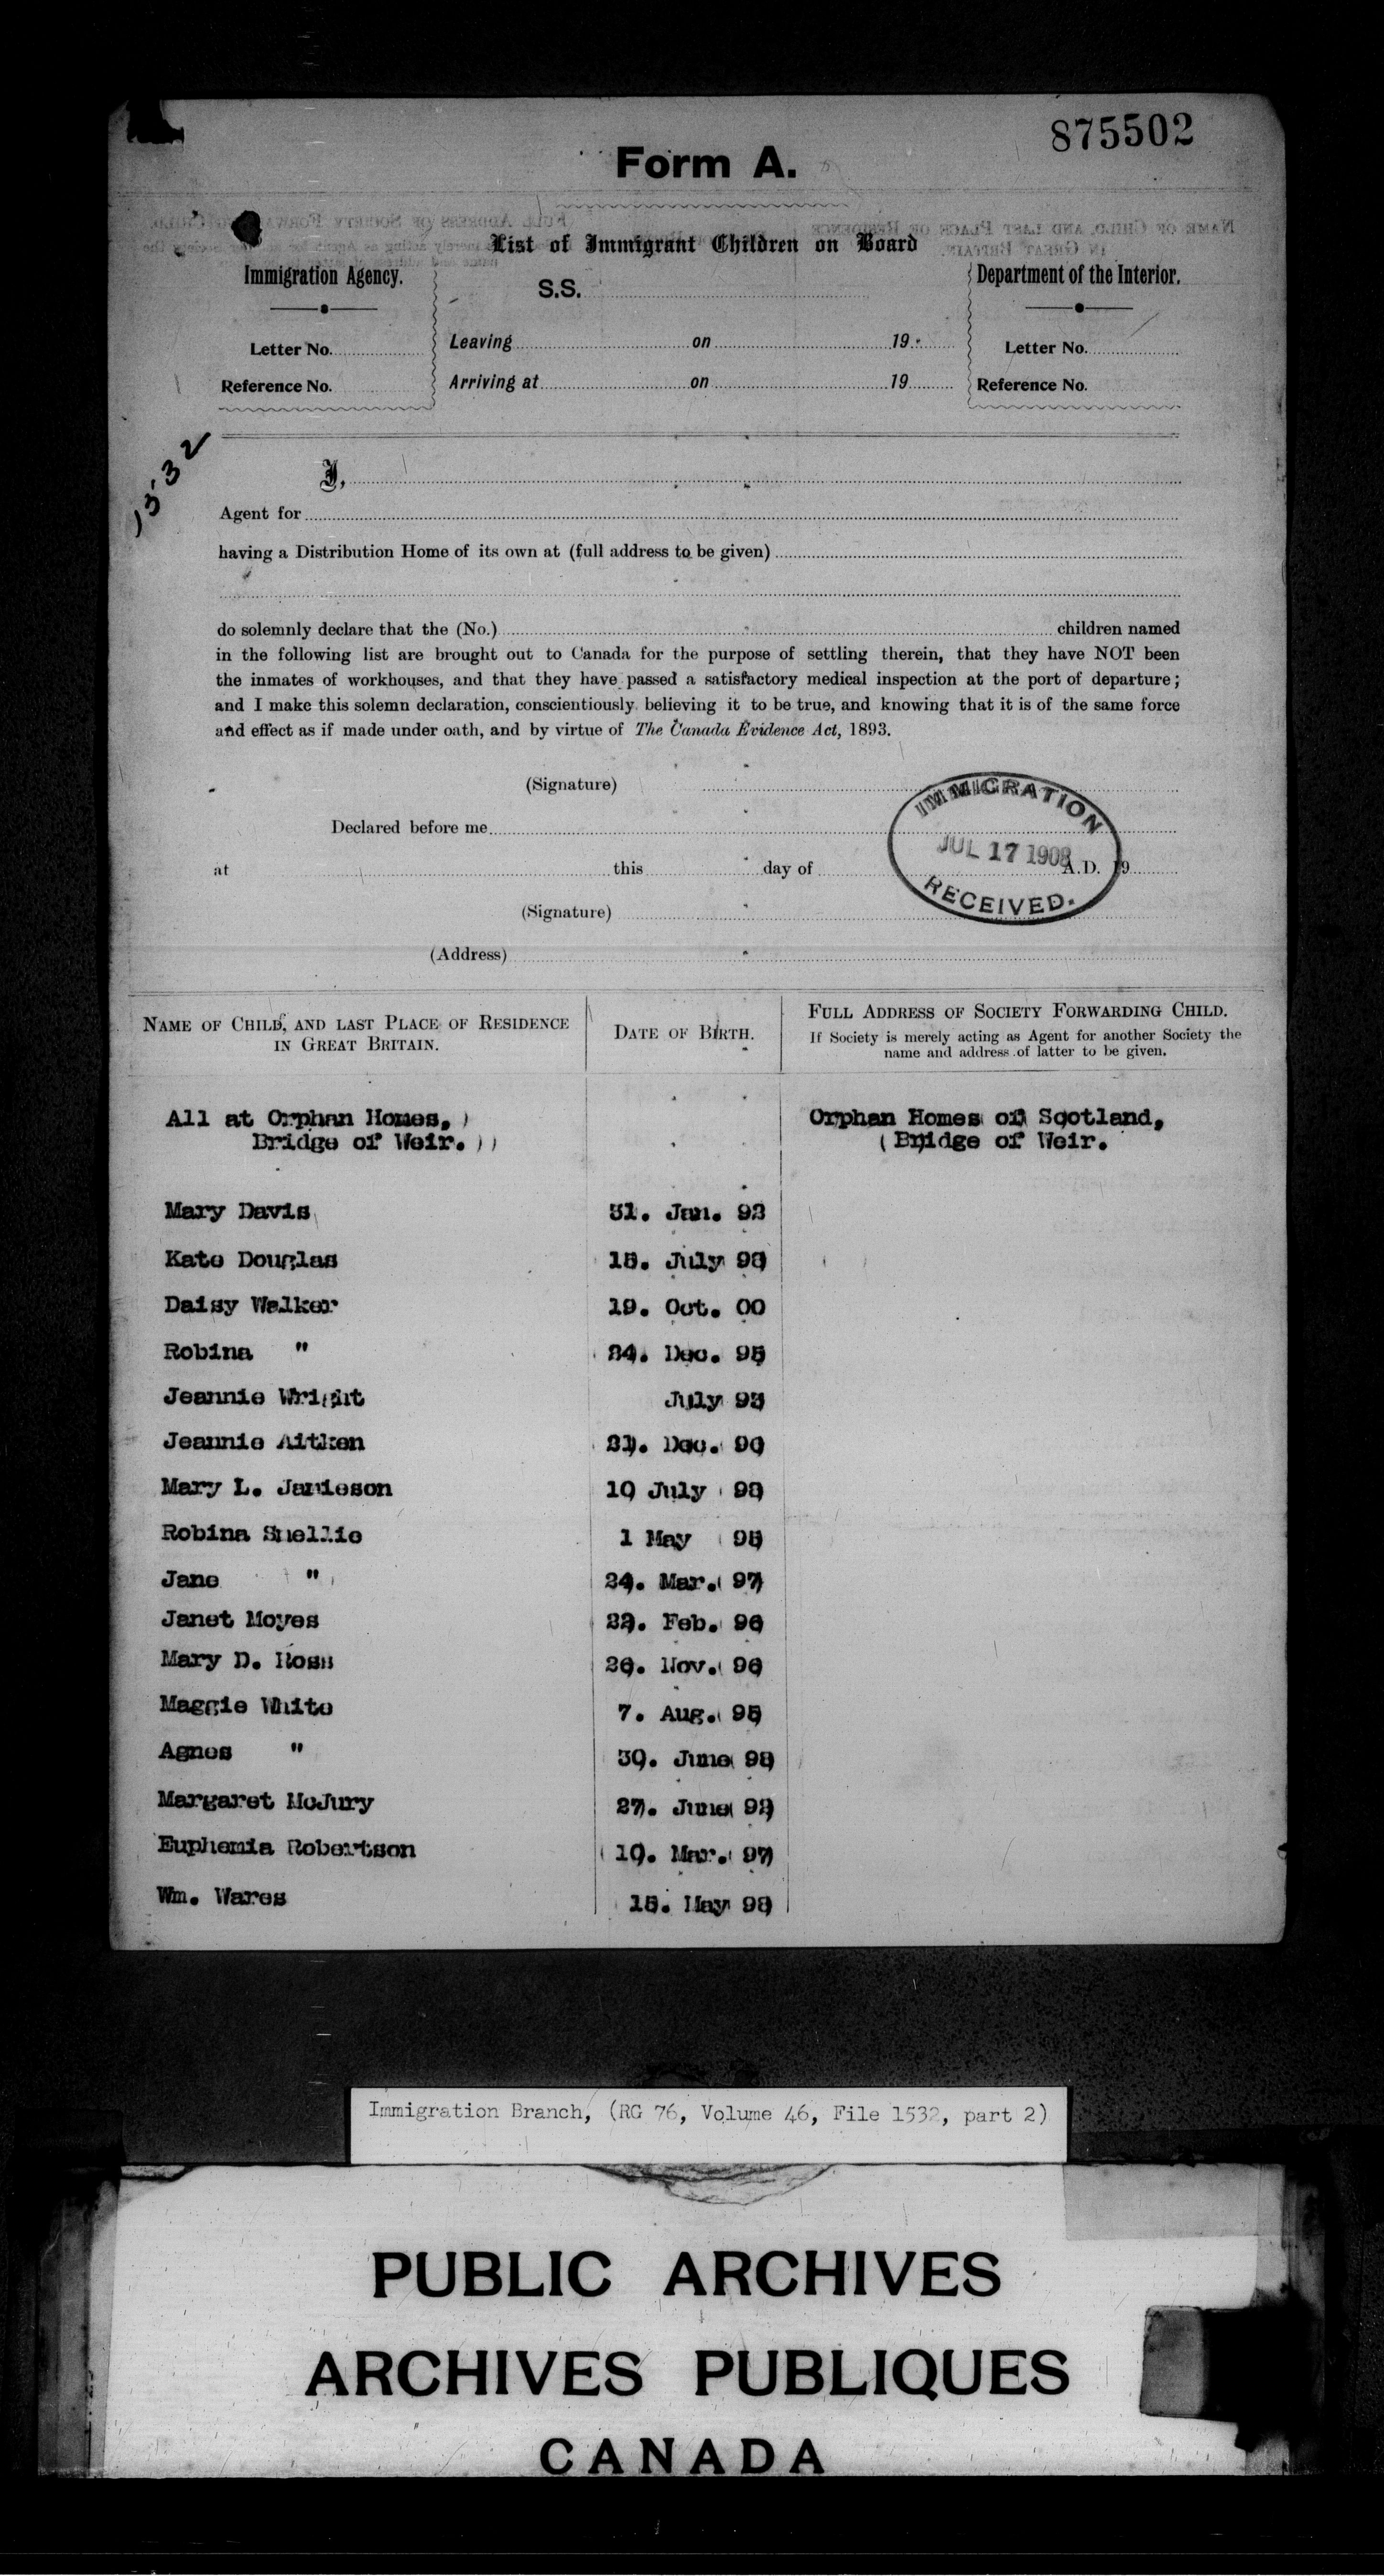 875502
Form A.
List of Immigrant Children on Board
Immigration Agency.
S.S.
Department of the Interior.
Letter No.
Leaving on 19
Letter No.
Reference No.
Arriving at on 19
Reference No.
1532
I,
Agent for
having a Distribution Home of its own at (full address to be given)
do solemnly declare that the (No.) children named
in the following list are brought out to Canada for the purpose of settling therein, that they have NOT been
the inmates of workhouses, and that they have passed a satisfactory medical inspection at the port of departure;
and I make this solemn declaration, conscientiously believing it to be true, and knowing that it is of the same force
and effect as if made under oath, and by virtue of The Canada Evidence Act, 1893.
(Signature)
Declared before me
at this day of A.D. 19
IMMIGRATION
JUL 17 1908
RECEIVED.
(Signature)
(Address)
NAME OF CHILD, AND LAST PLACE OF RESIDENCE
IN GREAT BRITAIN.
DATE OF BIRTH.
FULL ADDRESS OF SOCIETY FORWARDING CHILD.
If Society is merely acting as Agent for another Society the
name and address of latter to be given.
All at Orphan Homes, )
Bridge of Weir. ))
Orphan Homes of Scotland,
( Bridge of Weir.
Mary Davis 31. Jan.
Kate Douglas 15. July
Daisy Walker 19. Oct. 00
Robina " Dec. 95
Jeannie Wright July
Jeannie Aitken Dec.
Mary L. Jamieson 10 July 98
Robina Smellie 1 May 95
Jane " 24. Mar. 97
Janet Moyes Feb. 96
Mary D. Ross 26. Nov. 96
Maggie White 7. Aug. 95
Agnes " 30. June 98
Margaret McJury 27. June
Euphemia Robertson Mar. 97
Wm. Wares 15. May 98
Immigration Branch, (RG 76, Volume 46, File 1532, part 2)
PUBLIC ARCHIVES
ARCHIVES PUBLIQUES
CANADA